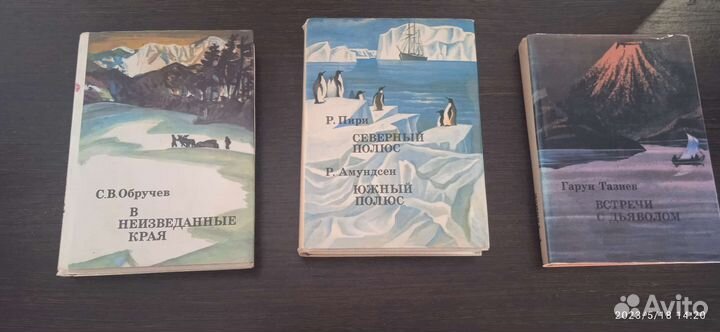 С.В.Обручев
В
НЕИЗВЕДАННЫЕ
КРАЯ
Р. Пири
СЕВЕРНЫЙ
ПОЛЮС
Р. Амундсен
ЮЖНЫЙ
ПОЛЮС
Гарун Тазиев
ВСТРЕЧИ
С ДЬЯВОЛОМ
2023/5/18 14:20
Avito